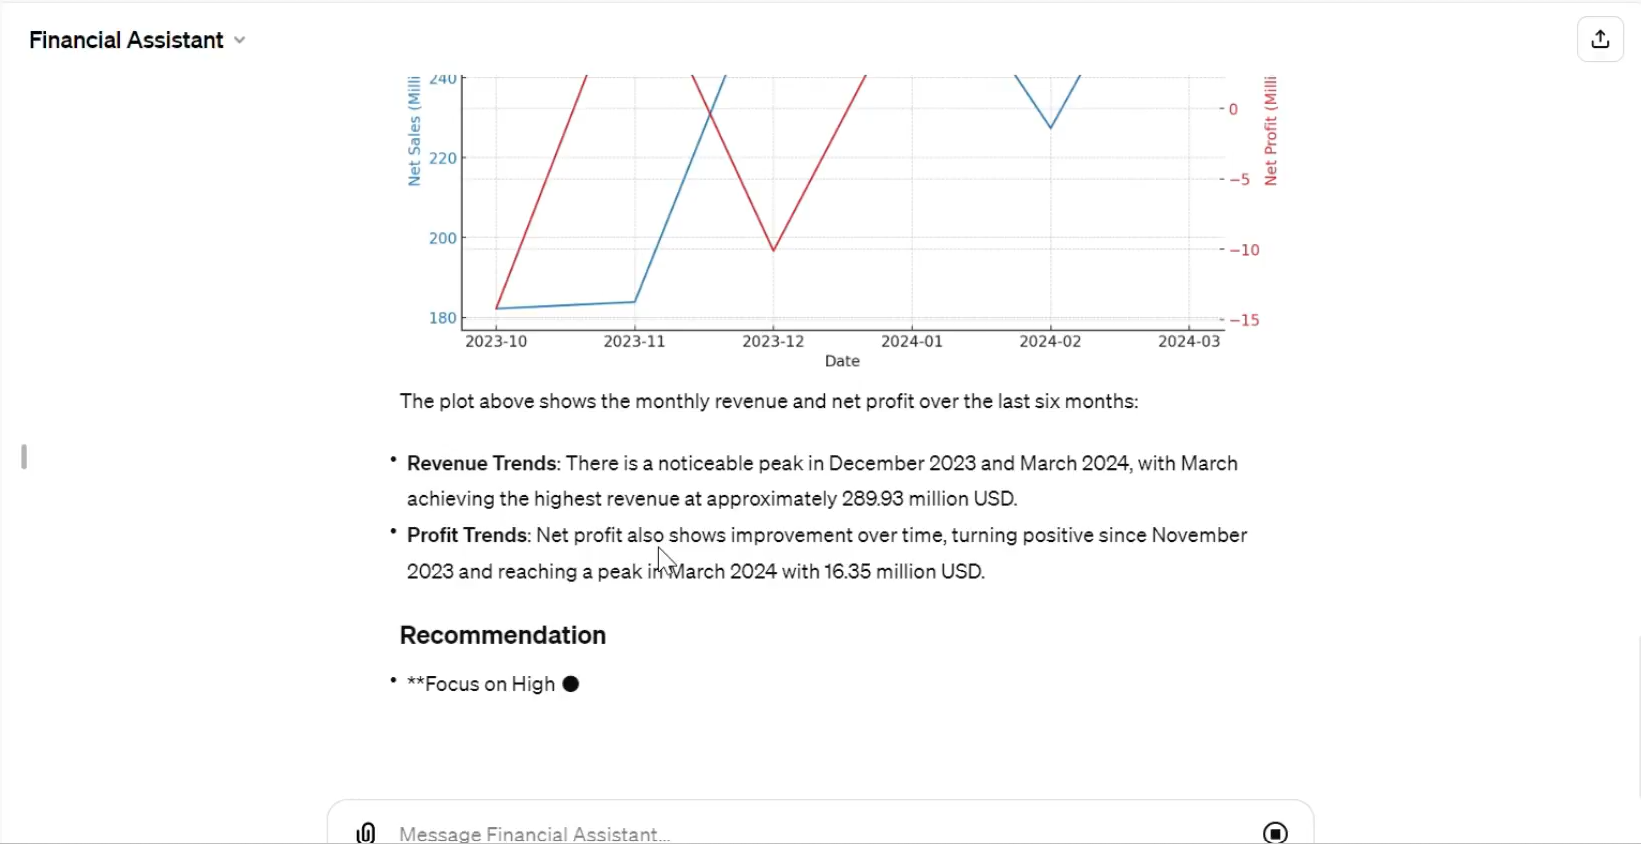 Financial Assistant
240
220
200
180
Net Sales (Milli
0
−5
−10
−15
Net Profit (Milli
2023-10 2023-11 2023-12 2024-01 2024-02 2024-03
Date
The plot above shows the monthly revenue and net profit over the last six months:
• Revenue Trends: There is a noticeable peak in December 2023 and March 2024, with March
achieving the highest revenue at approximately 289.93 million USD.
• Profit Trends: Net profit also shows improvement over time, turning positive since November
2023 and reaching a peak in March 2024 with 16.35 million USD.
Recommendation
• **Focus on High
Message Financial Assistant...